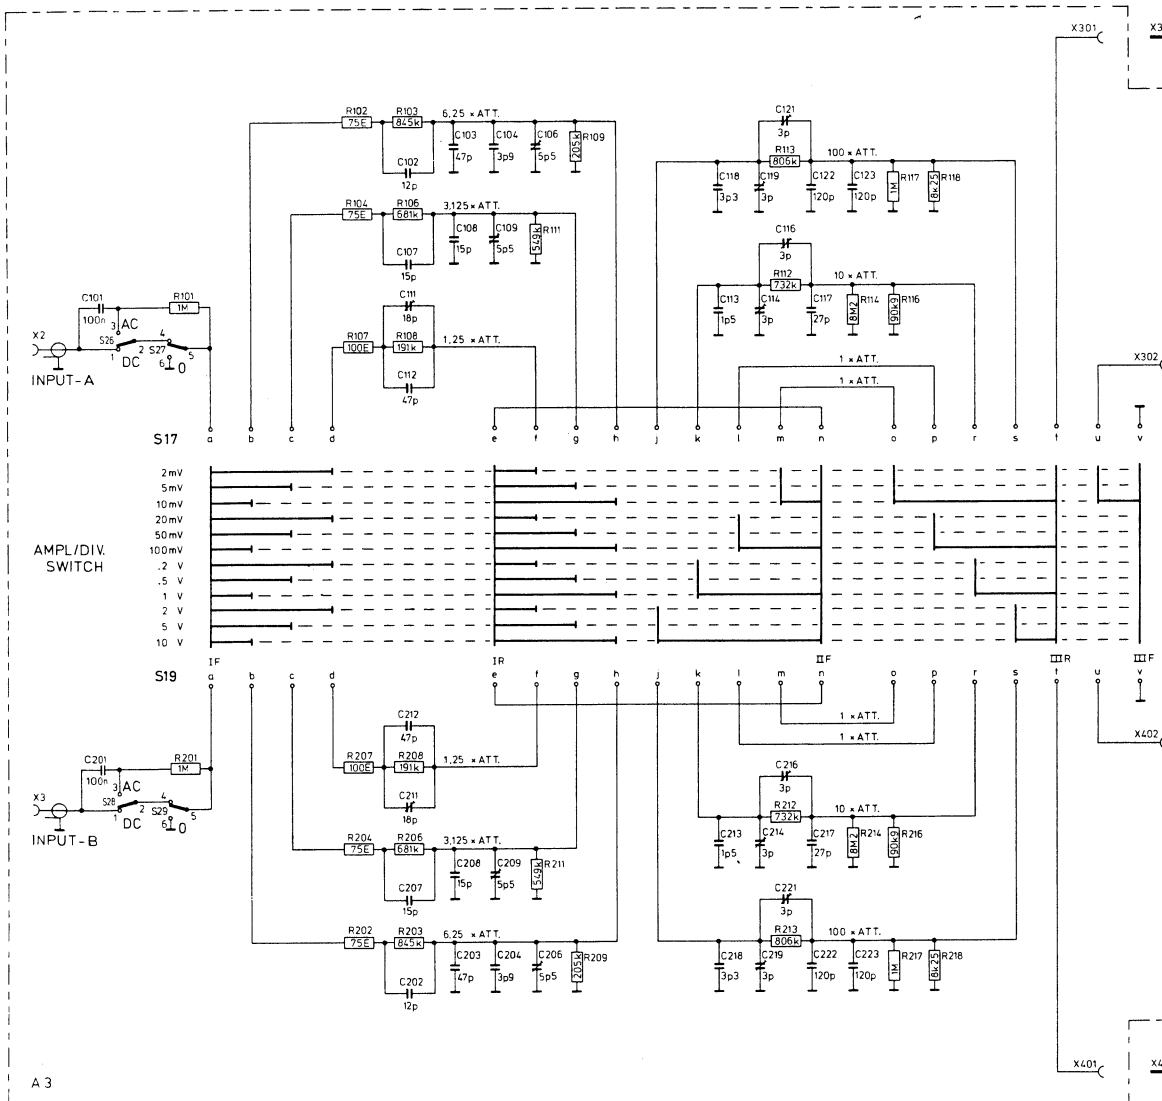 X301
X3
C121
3p
R102
R103
6,25 × ATT.
75E
845k
C103
47p
C104
3p9
C106
5p5
205k
R109
C102
12p
R113
806k
100 × ATT.
C118
3p3
C119
3p
C122
120p
C123
120p
1M
R117
8k25
R118
R104
R106
3,125 × ATT.
75E
681k
C108
15p
C109
5p5
549k
R111
C107
15p
C116
3p
R112
732k
10 × ATT.
C113
1p5
C114
3p
C117
27p
8M2
R114
90k9
R116
C101
100n
R101
1M
X2
3 AC
S26
1 2
DC
4
S27
5
6 0
INPUT-A
C111
18p
R107
R108
1,25 × ATT.
100E
191k
C112
47p
1 × ATT.
1 × ATT.
X302
S17 a b c d e f g h j k l m n o p r s t u v
2mV
5mV
10mV
20mV
50mV
100mV
.2 V
.5 V
1 V
2 V
5 V
10 V
AMPL/DIV.
SWITCH
IF IR IIF IIIR IIIF
S19 a b c d e f g h j k l m n o p r s t u v
1 × ATT.
1 × ATT.
X402
C212
47p
R207
R208
1,25 × ATT.
100E
191k
C211
18p
C201
100n
R201
1M
X3
3 AC
S28
1 2
DC
4
S29
5
6 0
INPUT-B
C216
3p
R212
732k
10 × ATT.
C213
1p5
C214
3p
C217
27p
8M2
R214
90k9
R216
R204
R206
3,125 × ATT.
75E
681k
C208
15p
C209
5p5
549k
R211
C207
15p
C221
3p
R213
806k
100 × ATT.
C218
3p3
C219
3p
C222
120p
C223
120p
1M
R217
8k25
R218
R202
R203
6,25 × ATT.
75E
845k
C203
47p
C204
3p9
C206
5p5
205k
R209
C202
12p
X401
X4
A3